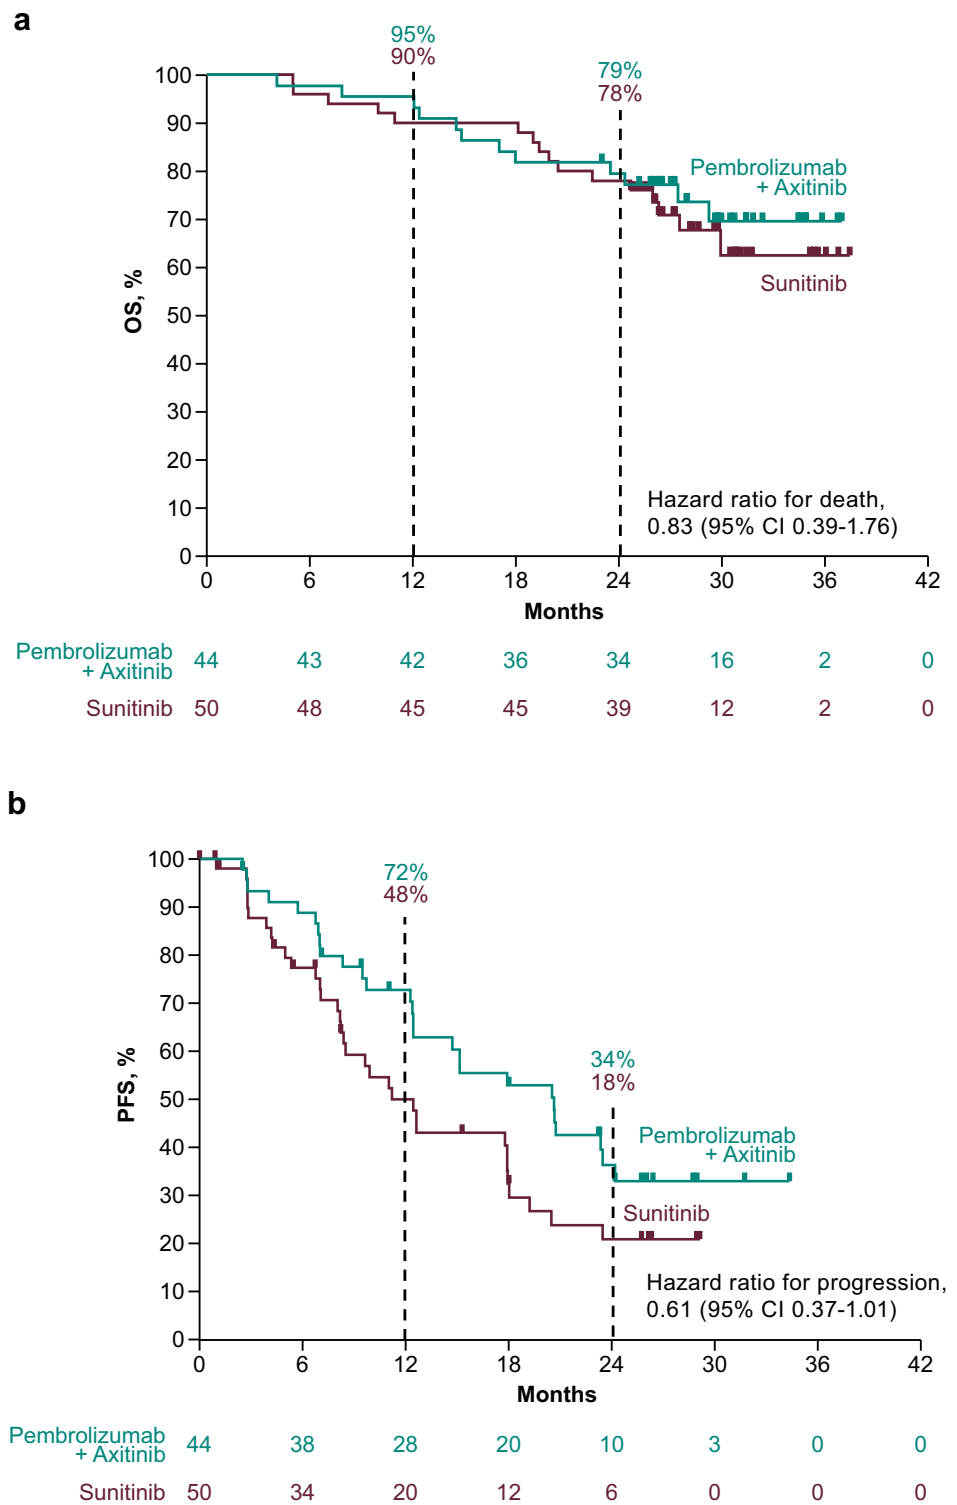 a
95%
90%
79%
78%
100
90
80
70
60
50
40
30
20
10
0
OS, %
Pembrolizumab
+ Axitinib
Sunitinib
Hazard ratio for death,
0.83 (95% CI 0.39-1.76)
0 6 12 18 24 30 36 42
Months
Pembrolizumab
+ Axitinib
44 43 42 36 34 16 2 0
Sunitinib 50 48 45 45 39 12 2 0
b
72%
48%
34%
18%
100
90
80
70
60
50
40
30
20
10
0
PFS, %
Pembrolizumab
+ Axitinib
Sunitinib
Hazard ratio for progression,
0.61 (95% CI 0.37-1.01)
0 6 12 18 24 30 36 42
Months
Pembrolizumab
+ Axitinib
44 38 28 20 10 3 0 0
Sunitinib 50 34 20 12 6 0 0 0